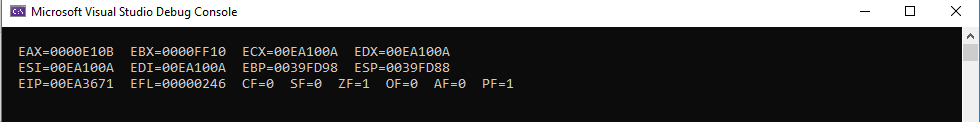 Microsoft Visual Studio Debug Console
EAX=0000E10B  EBX=0000FF10  ECX=00EA100A  EDX=00EA100A
ESI=00EA100A  EDI=00EA100A  EBP=0039FD98  ESP=0039FD88
EIP=00EA3671  EFL=00000246  CF=0  SF=0  ZF=1  OF=0  AF=0  PF=1